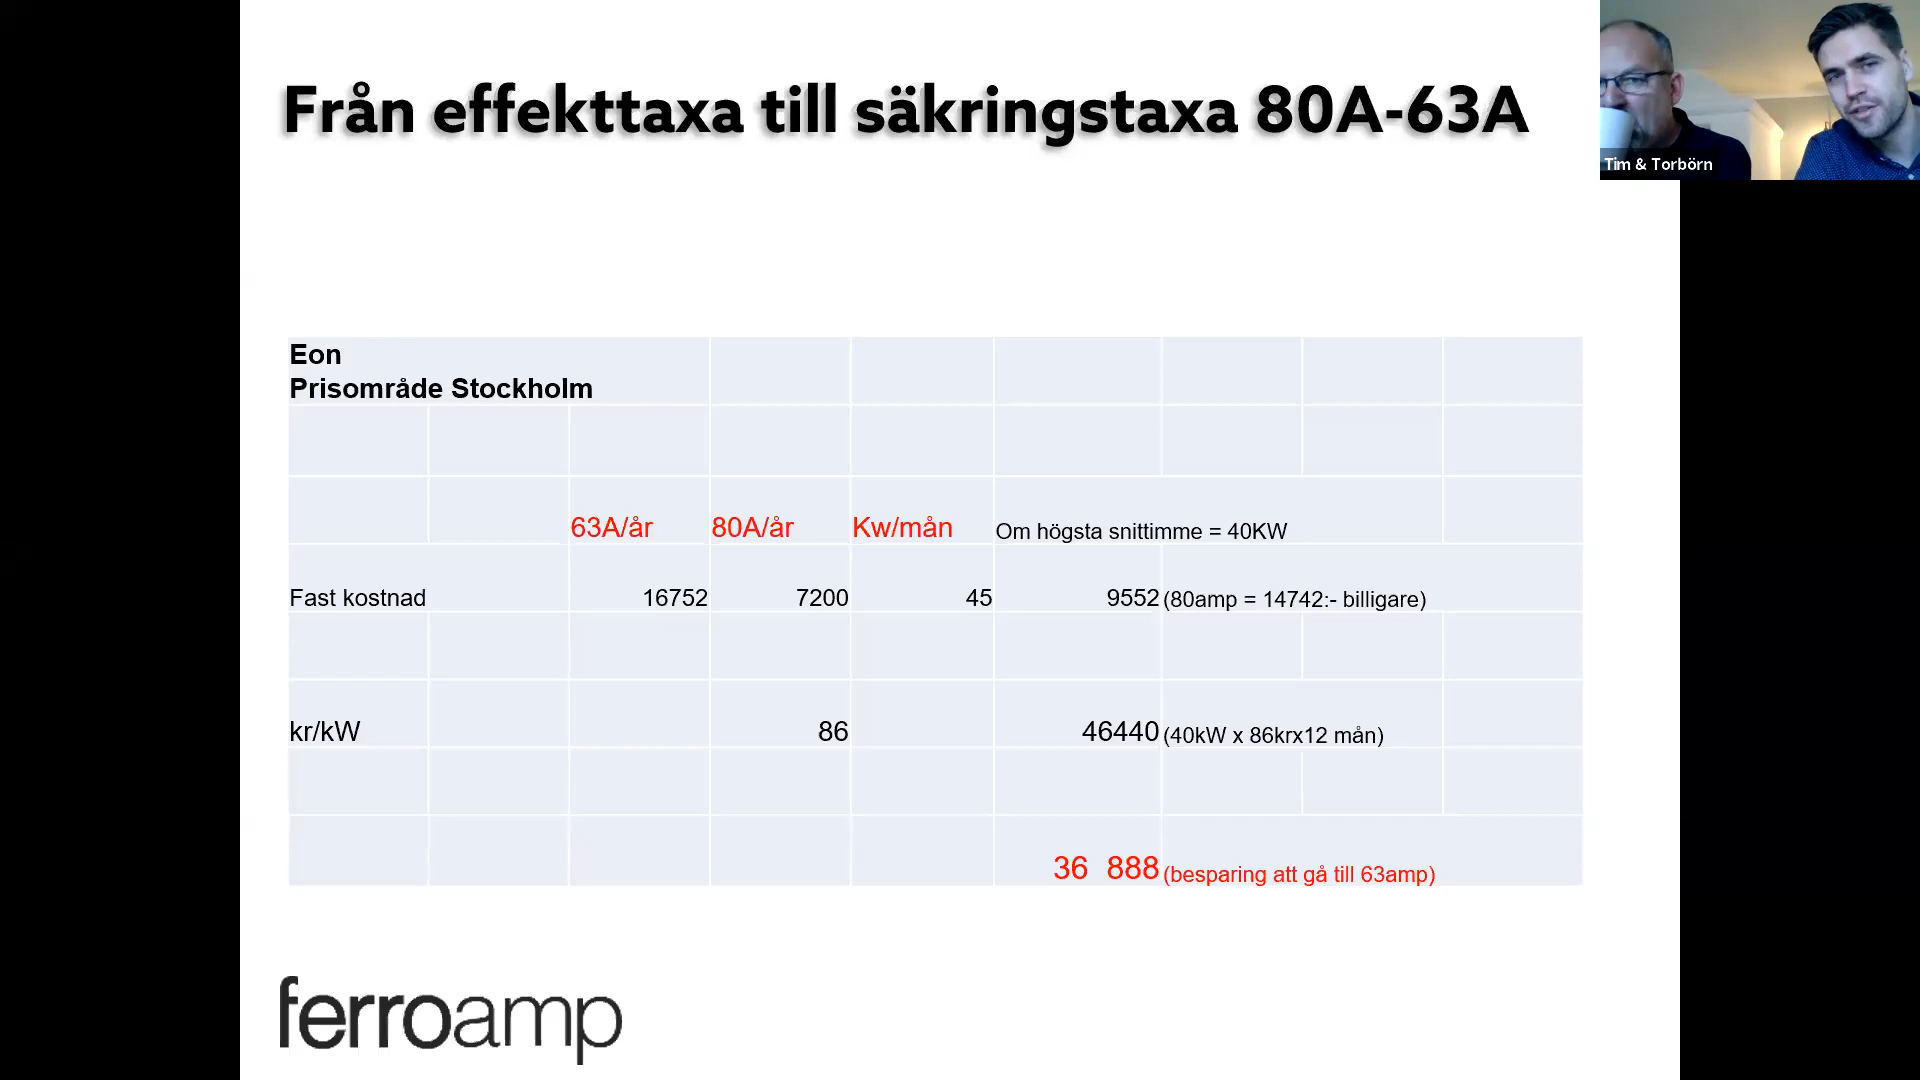 Från effekttaxa till säkringstaxa 80A-63A
Tim & Torbörn
Eon
Prisområde Stockholm
63A/år 80A/år Kw/mån Om högsta snittimme = 40KW
Fast kostnad 16752 7200 45 9552 (80amp = 14742:- billigare)
kr/kW 86 46440 (40kW x 86krx12 mån)
36 888 (besparing att gå till 63amp)
ferroamp